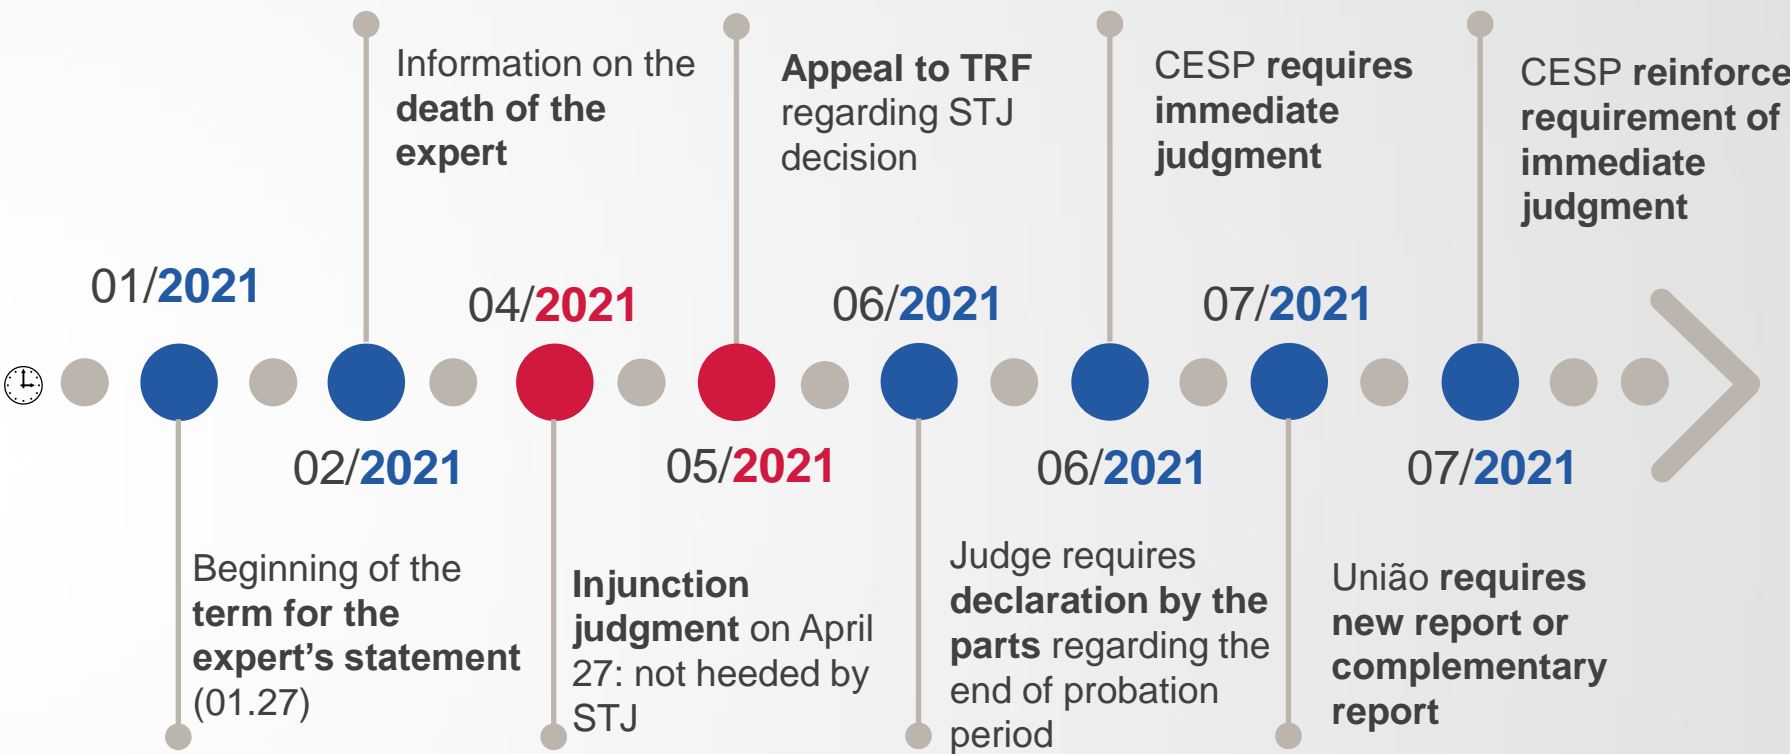 Information on the
death of the
expert
Appeal to TRF
regarding STJ
decision
CESP requires
immediate
judgment
CESP reinforce
requirement of
immediate
judgment
01/2021
04/2021
06/2021
07/2021
02/2021
05/2021
06/2021
07/2021
Beginning of the
term for the
expert's statement
(01.27)
Injunction
judgment on April
27: not heeded by
STJ
Judge requires
declaration by the
parts regarding the
end of probation
period
União requires
new report or
complementary
report